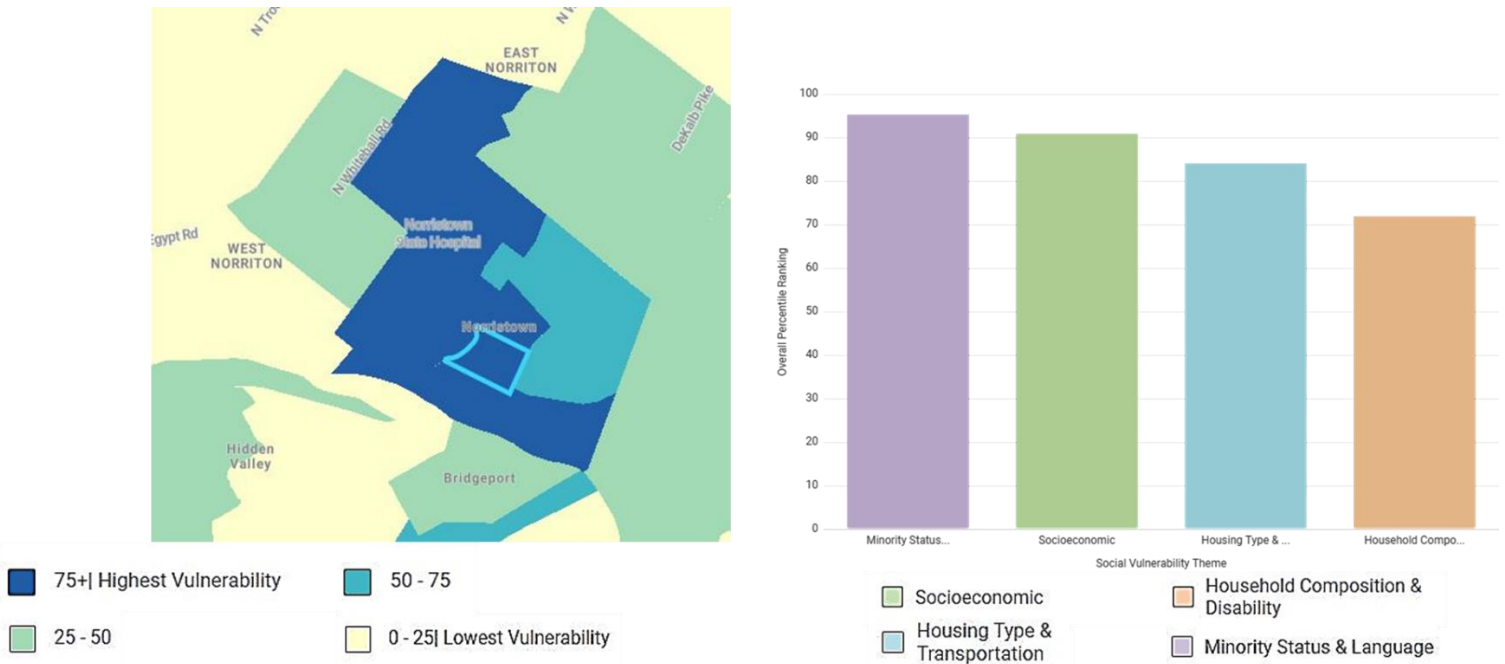 N Tro
N W
EAST
NORRITON
DeKalb Pike
N Whitehall Rd
Norristown
State Hospital
Egypt Rd
WEST
NORRITON
Norristown
Hidden
Valley
Bridgeport
75+| Highest Vulnerability
50 - 75
25 - 50
0 - 25| Lowest Vulnerability
Overall Percentile Ranking
100
90
80
70
60
50
40
30
20
10
0
Minority Status...
Socioeconomic
Housing Type & ...
Household Compo...
Social Vulnerability Theme
Socioeconomic
Household Composition &
Disability
Housing Type &
Transportation
Minority Status & Language